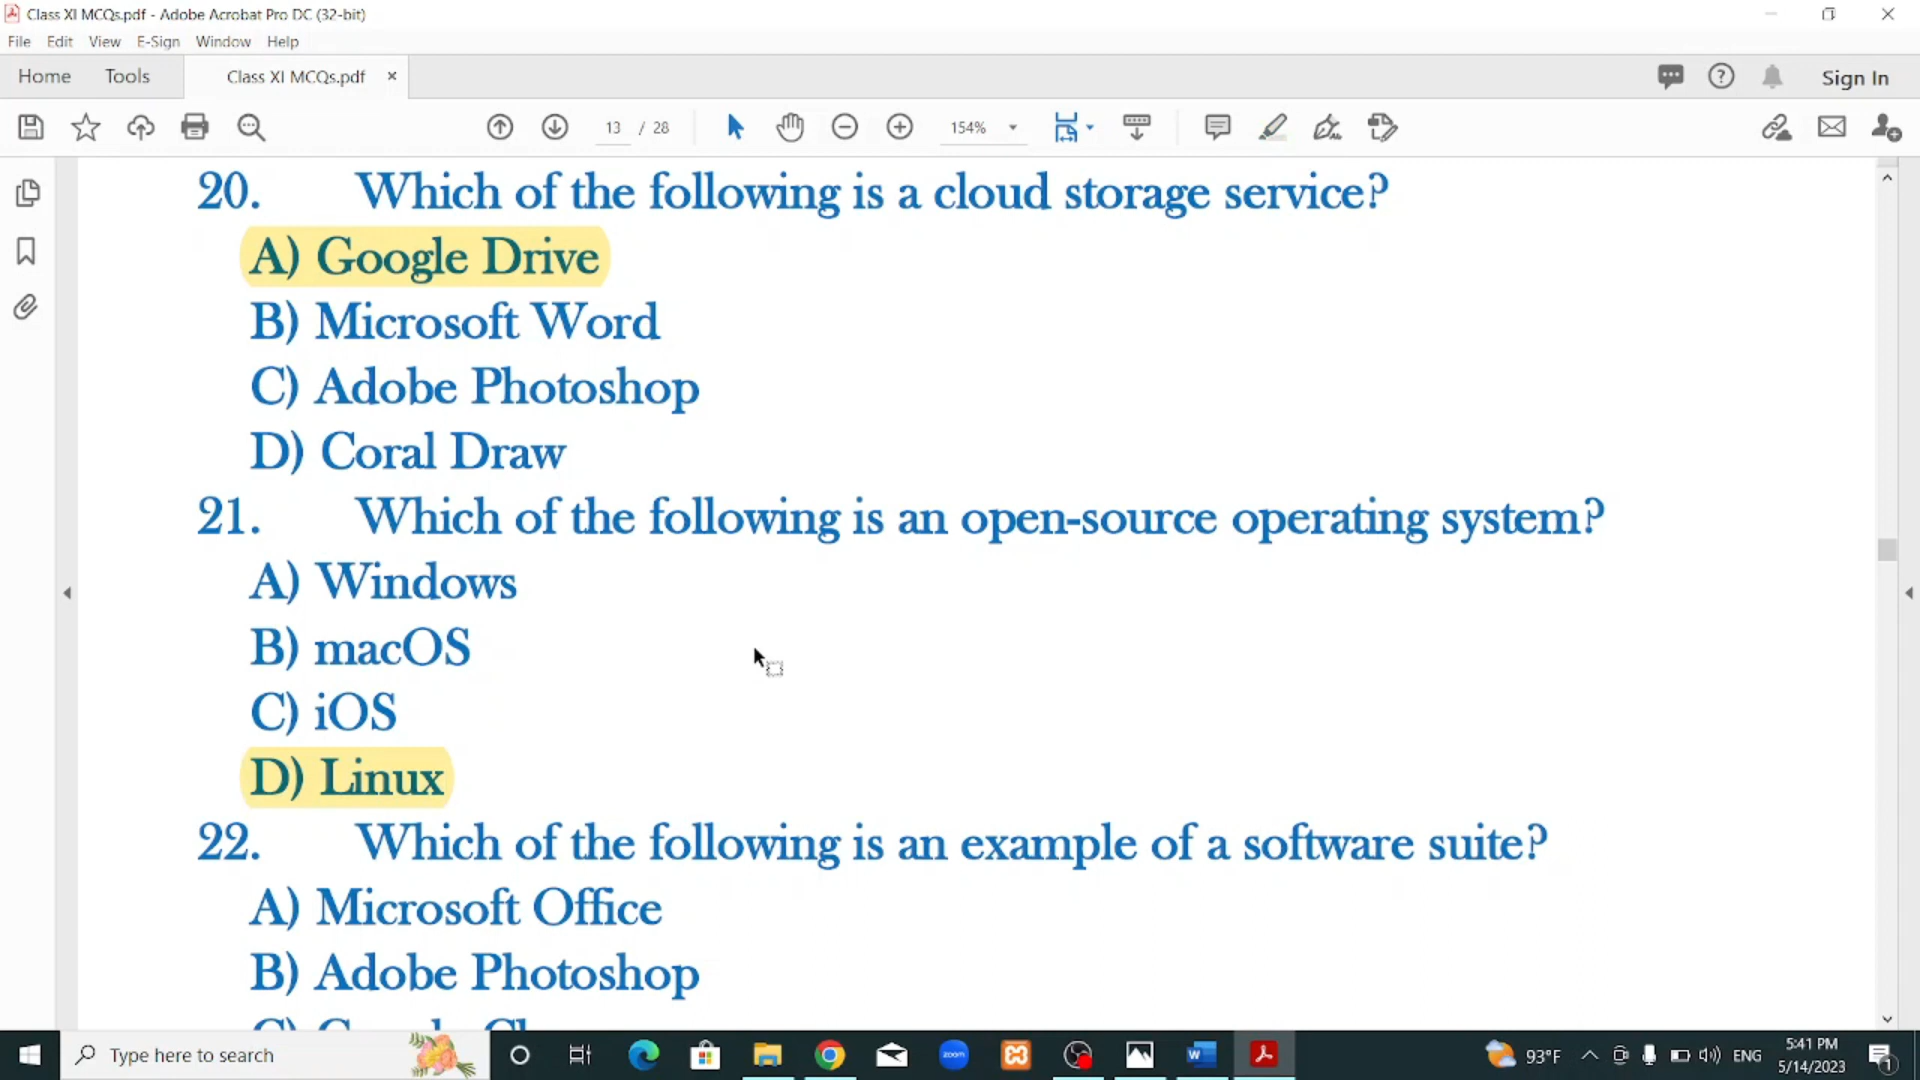 Class XI MCQs.pdf - Adobe Acrobat Pro DC (32-bit)
File Edit View E-Sign Window Help
Home Tools Class XI MCQs.pdf × Sign In
13 / 28 154%
20. Which of the following is a cloud storage service?
A) Google Drive
B) Microsoft Word
C) Adobe Photoshop
D) Coral Draw
21. Which of the following is an open-source operating system?
A) Windows
B) macOS
C) iOS
D) Linux
22. Which of the following is an example of a software suite?
A) Microsoft Office
B) Adobe Photoshop
Type here to search
zoom
93°F ENG
5:41 PM
5/14/2023
1